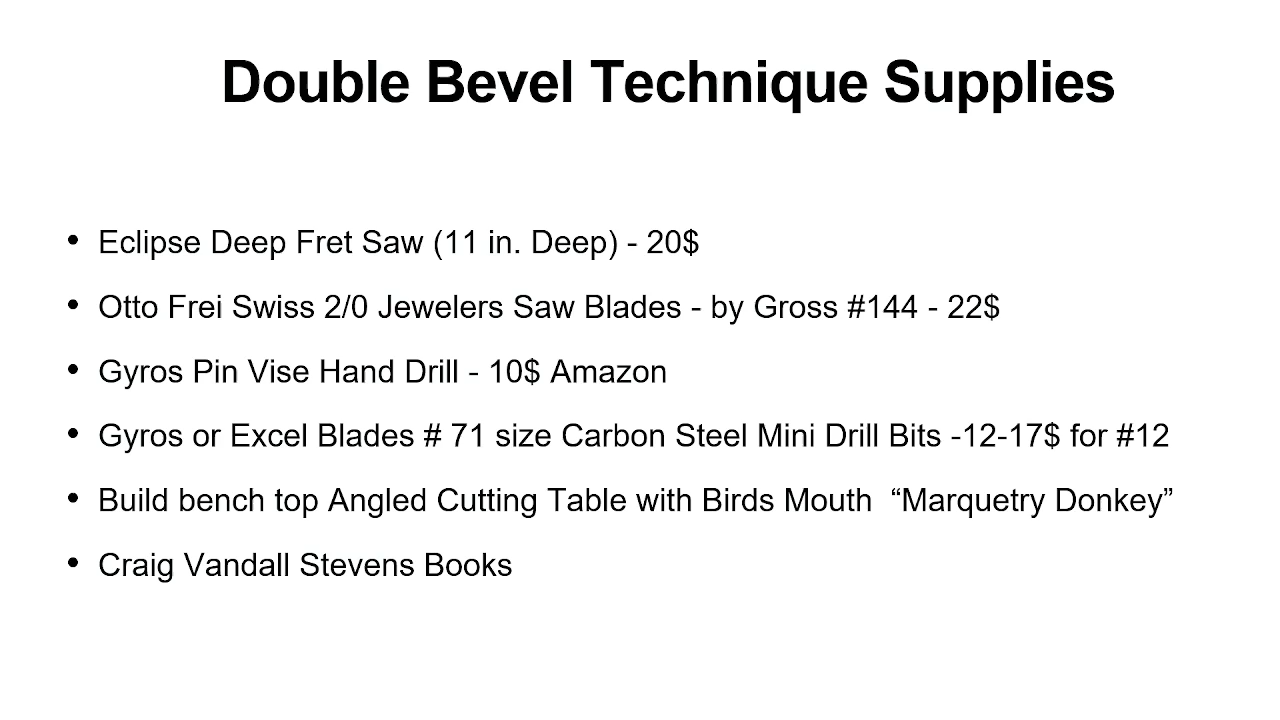 Double Bevel Technique Supplies
• Eclipse Deep Fret Saw (11 in. Deep) - 20$
• Otto Frei Swiss 2/0 Jewelers Saw Blades - by Gross #144 - 22$
• Gyros Pin Vise Hand Drill - 10$ Amazon
• Gyros or Excel Blades # 71 size Carbon Steel Mini Drill Bits -12-17$ for #12
• Build bench top Angled Cutting Table with Birds Mouth  “Marquetry Donkey”
• Craig Vandall Stevens Books